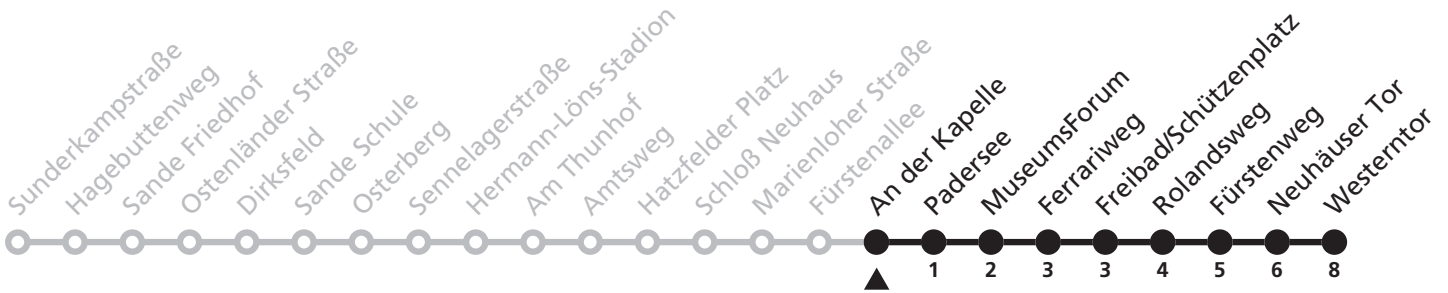 Sunderkampstraße
Hagebuttenweg
Sande Friedhof
Ostenländer Straße
Dirksfeld
Sande Schule
Osterberg
Sennelagerstraße
Hermann-Löns-Stadion
Am Thunhof
Amtsweg
Hatzfelder Platz
Schloß Neuhaus
Marienloher Straße
Fürstenallee
An der Kapelle
Padersee
MuseumsForum
Ferrariweg
Freibad/Schützenplatz
Rolandsweg
Fürstenweg
Neuhäuser Tor
Westerntor
1 2 3 3 4 5 6 8